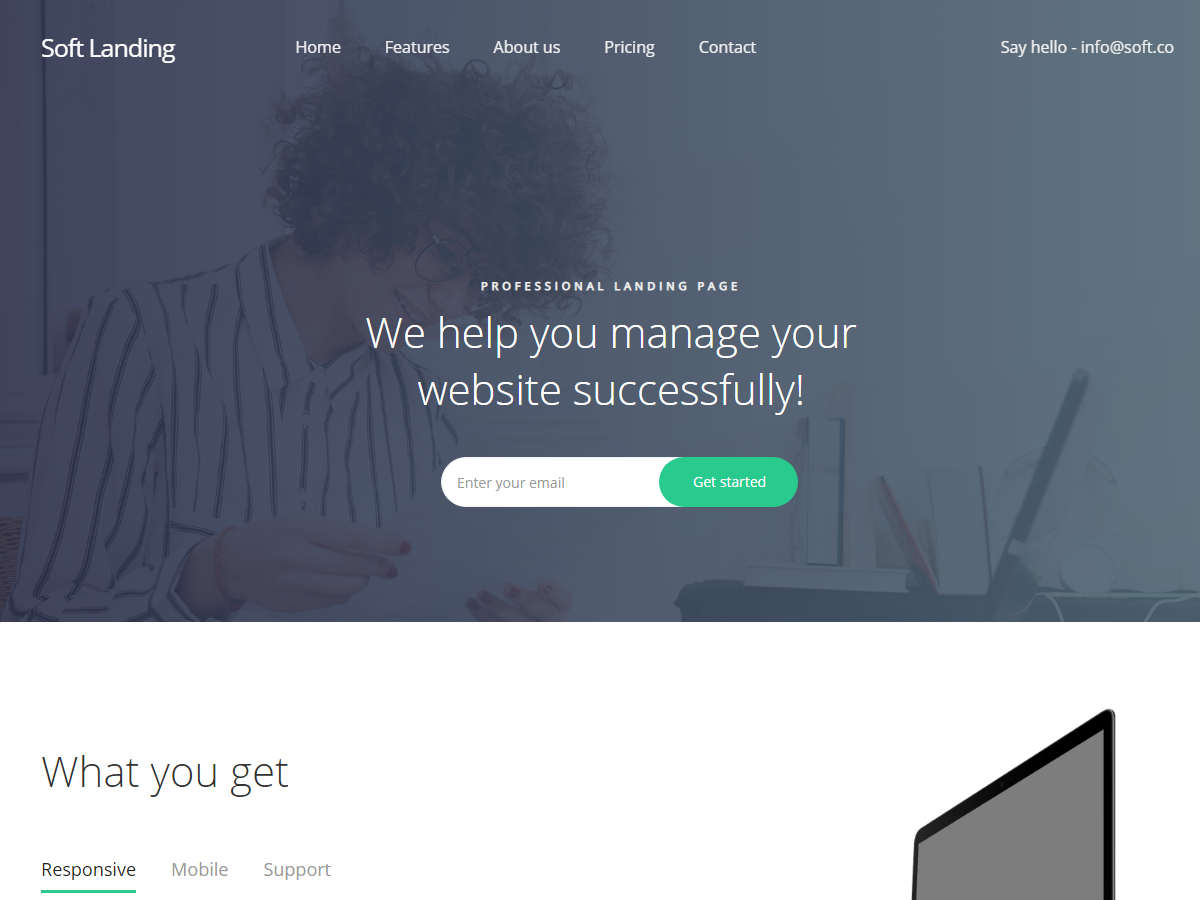 Soft Landing
Home Features About us Pricing Contact
Say hello - info@soft.co
PROFESSIONAL LANDING PAGE
We help you manage your
website successfully!
Enter your email
Get started
What you get
Responsive Mobile Support